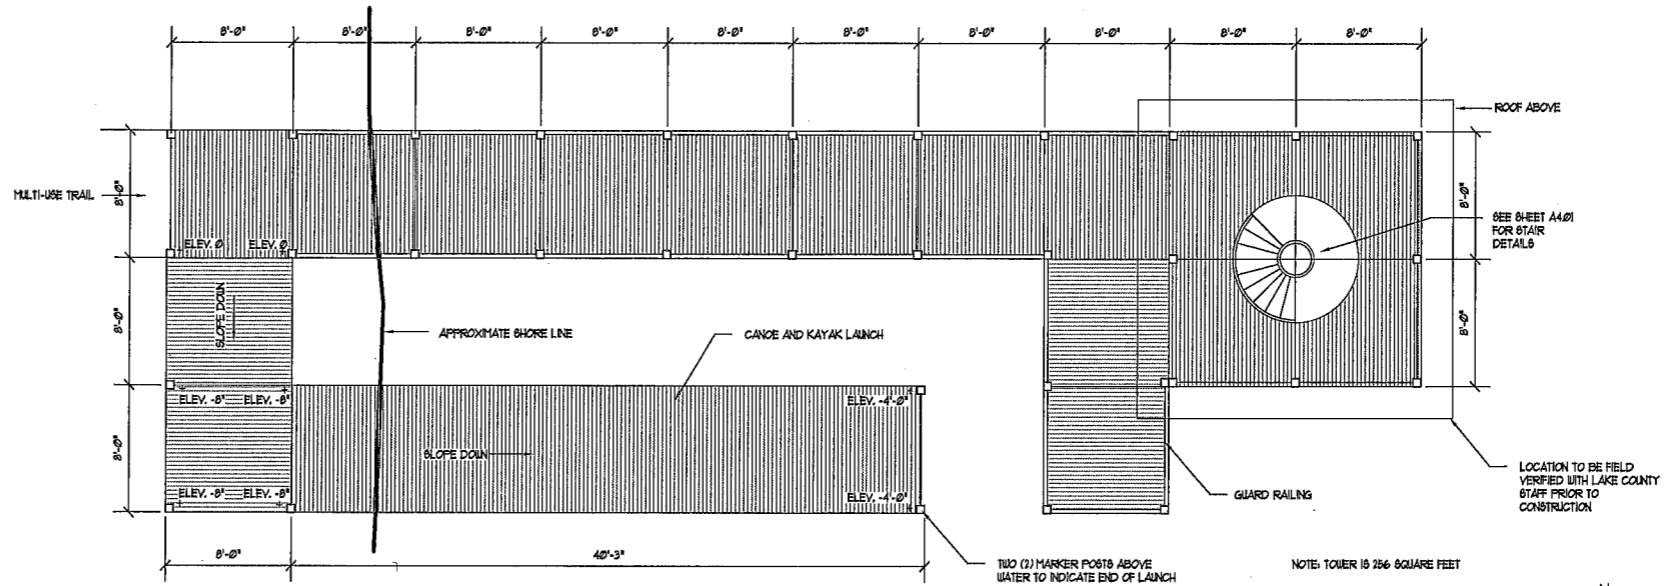 8'-0" 8'-0" 8'-0" 8'-0" 8'-0" 8'-0" 8'-0" 8'-0" 8'-0" 8'-0"
ROOF ABOVE
MULTI-USE TRAIL
8'-0"
8'-0"
SEE SHEET A4.01
FOR STAIR
DETAILS
ELEV. 0 ELEV. 0
SLOPE DOWN
8'-0"
8'-0"
APPROXIMATE SHORE LINE
CANOE AND KAYAK LAUNCH
ELEV. -8" ELEV. -8"
ELEV. -4'-0"
8'-0"
SLOPE DOWN
ELEV. -8" ELEV. -8"
ELEV. -4'-0"
GUARD RAILING
LOCATION TO BE FIELD
VERIFIED WITH LAKE COUNTY
STAFF PRIOR TO
CONSTRUCTION
8'-0"
40'-3"
TWO (2) MARKER POSTS ABOVE
WATER TO INDICATE END OF LAUNCH
NOTE: TOWER IS 256 SQUARE FEET